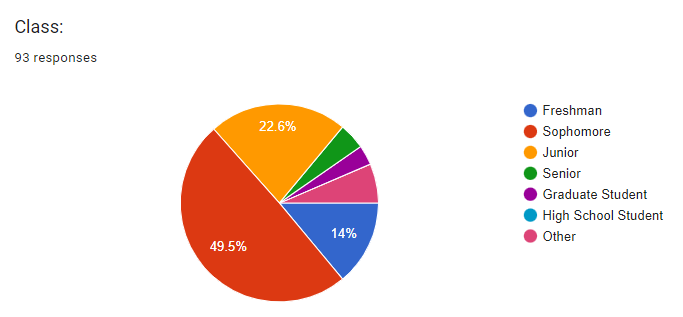 Class:
93 responses
22.6%
49.5%
14%
Freshman
Sophomore
Junior
Senior
Graduate Student
High School Student
Other